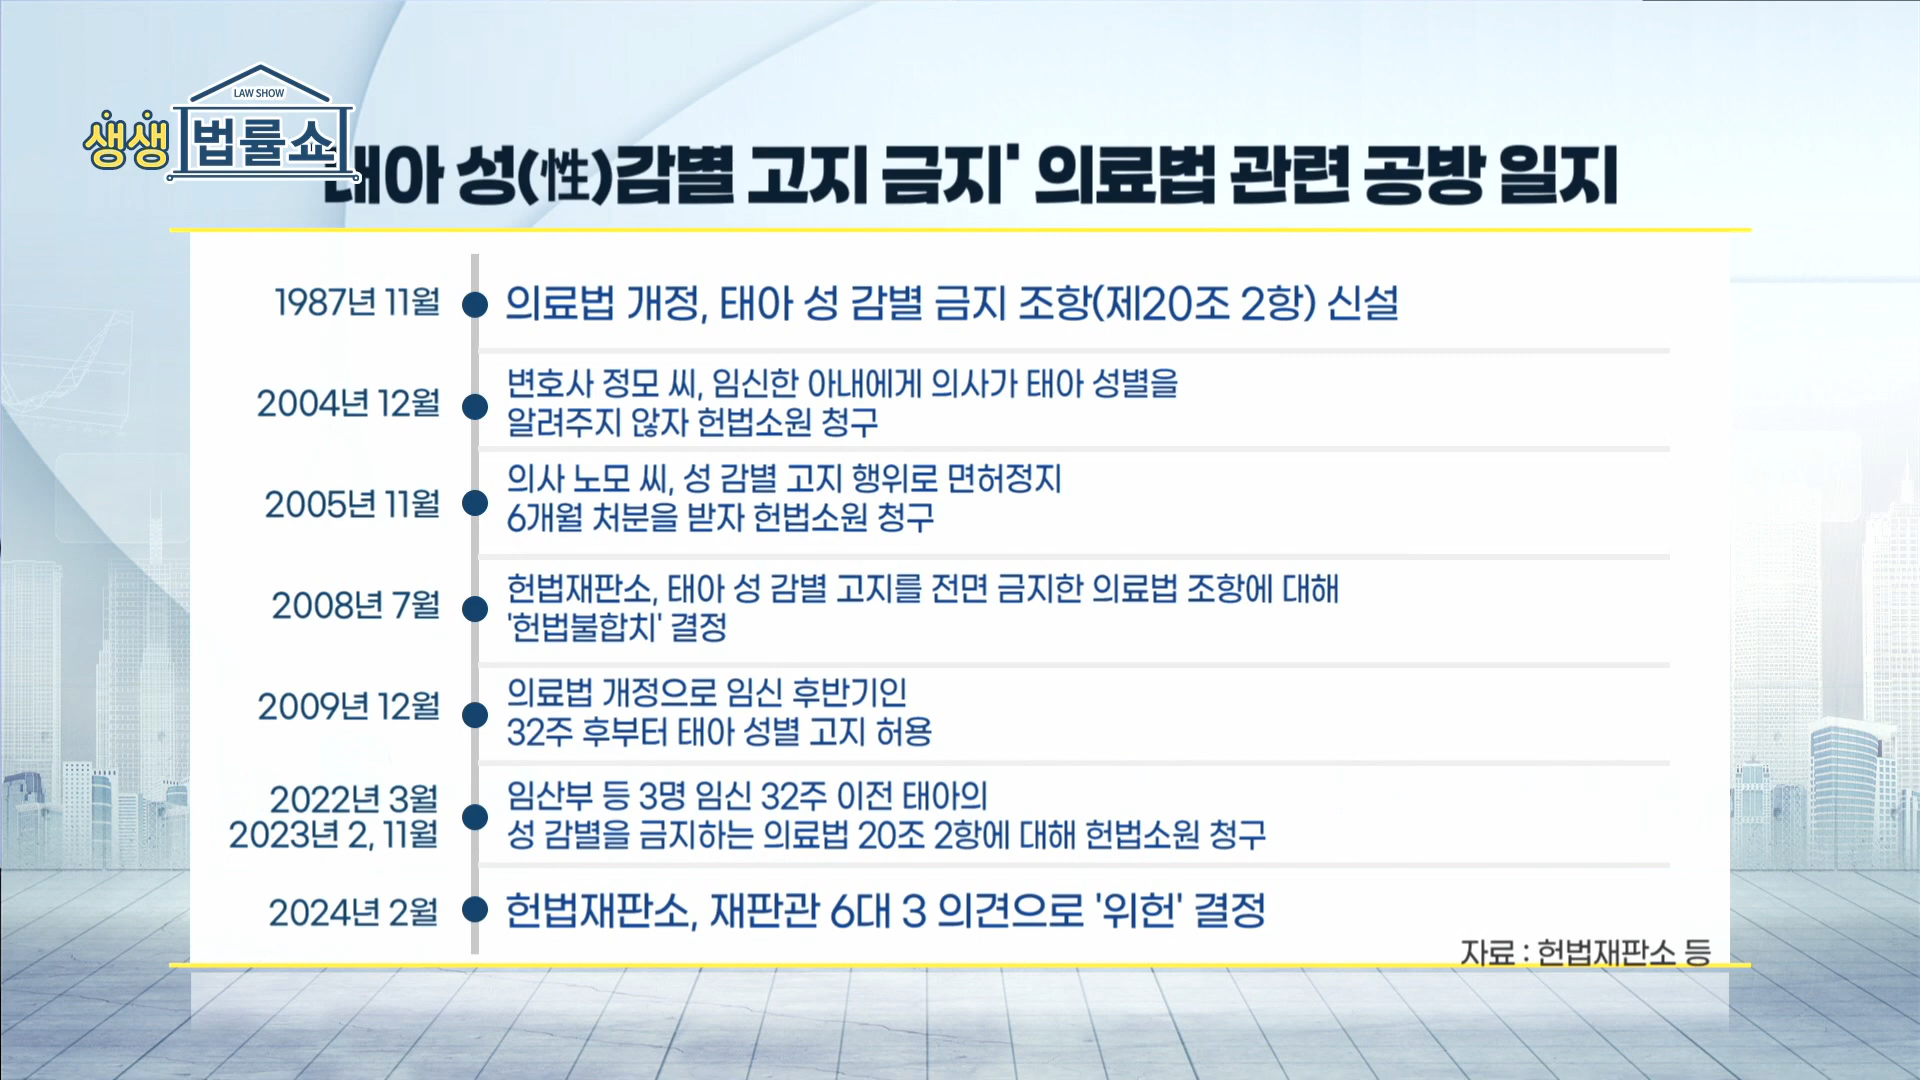 LAW SHOW
생생 법률쇼
태아 성(性)감별 고지 금지' 의료법 관련 공방 일지
1987년 11월
의료법 개정, 태아 성 감별 금지 조항(제20조 2항) 신설
2004년 12월
변호사 정모 씨, 임신한 아내에게 의사가 태아 성별을
알려주지 않자 헌법소원 청구
2005년 11월
의사 노모 씨, 성 감별 고지 행위로 면허정지
6개월 처분을 받자 헌법소원 청구
2008년 7월
헌법재판소, 태아 성 감별 고지를 전면 금지한 의료법 조항에 대해
'헌법불합치' 결정
2009년 12월
의료법 개정으로 임신 후반기인
32주 후부터 태아 성별 고지 허용
2022년 3월
2023년 2, 11월
임산부 등 3명 임신 32주 이전 태아의
성 감별을 금지하는 의료법 20조 2항에 대해 헌법소원 청구
2024년 2월
헌법재판소, 재판관 6대 3 의견으로 '위헌' 결정
자료 : 헌법재판소 등